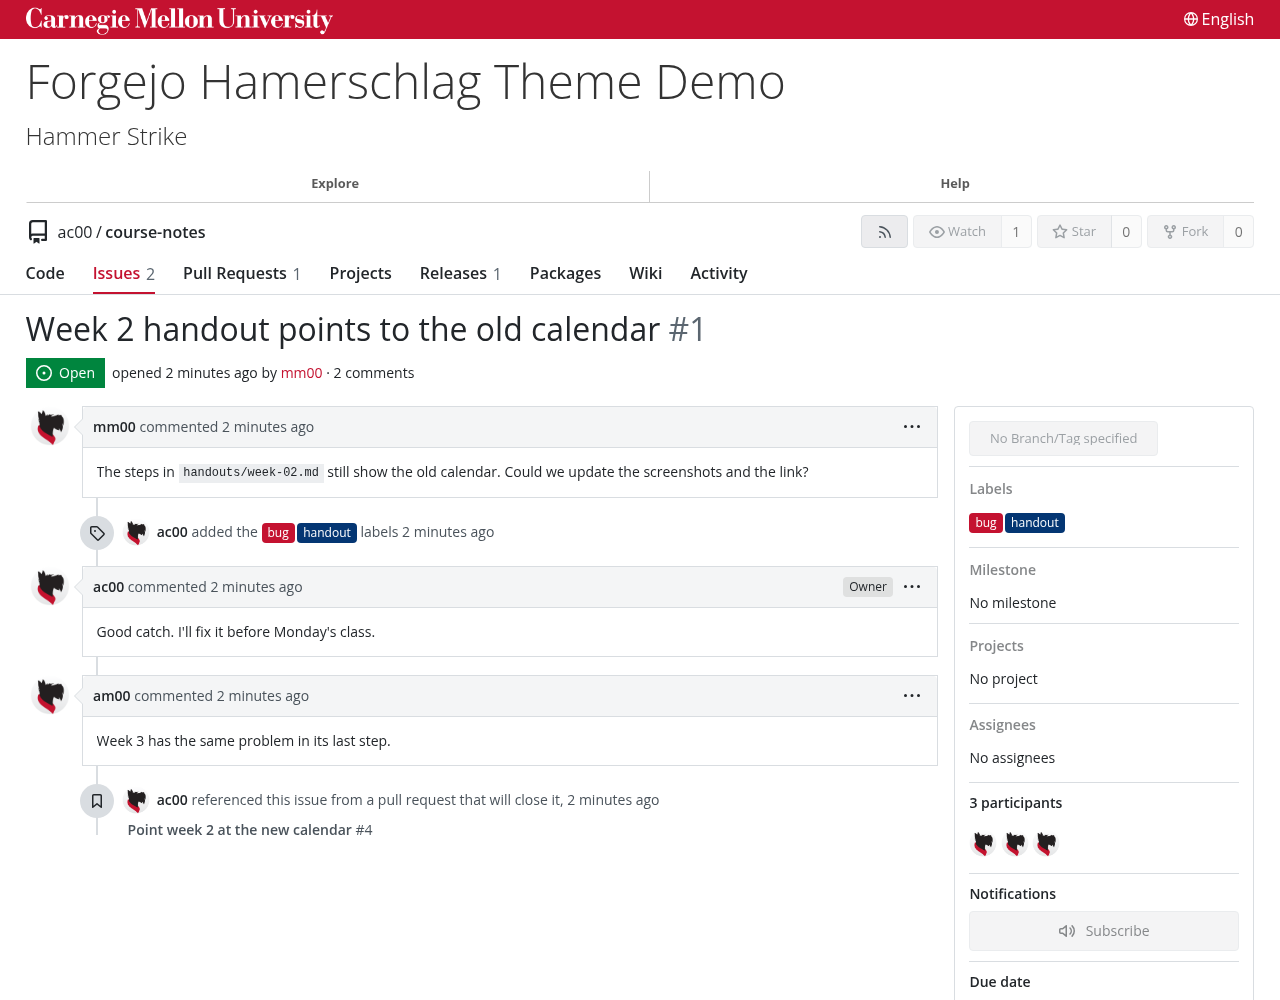 Carnegie Mellon University
English
Forgejo Hamerschlag Theme Demo
Hammer Strike
Explore
Help
ac00 / course-notes
Watch 1
Star 0
Fork 0
Code
Issues 2
Pull Requests 1
Projects
Releases 1
Packages
Wiki
Activity
Week 2 handout points to the old calendar #1
Open opened 2 minutes ago by mm00 · 2 comments
mm00 commented 2 minutes ago
The steps in handouts/week-02.md still show the old calendar. Could we update the screenshots and the link?
ac00 added the bug handout labels 2 minutes ago
ac00 commented 2 minutes ago
Owner
Good catch. I'll fix it before Monday's class.
am00 commented 2 minutes ago
Week 3 has the same problem in its last step.
ac00 referenced this issue from a pull request that will close it, 2 minutes ago
Point week 2 at the new calendar #4
No Branch/Tag specified
Labels
bug handout
Milestone
No milestone
Projects
No project
Assignees
No assignees
3 participants
Notifications
Subscribe
Due date